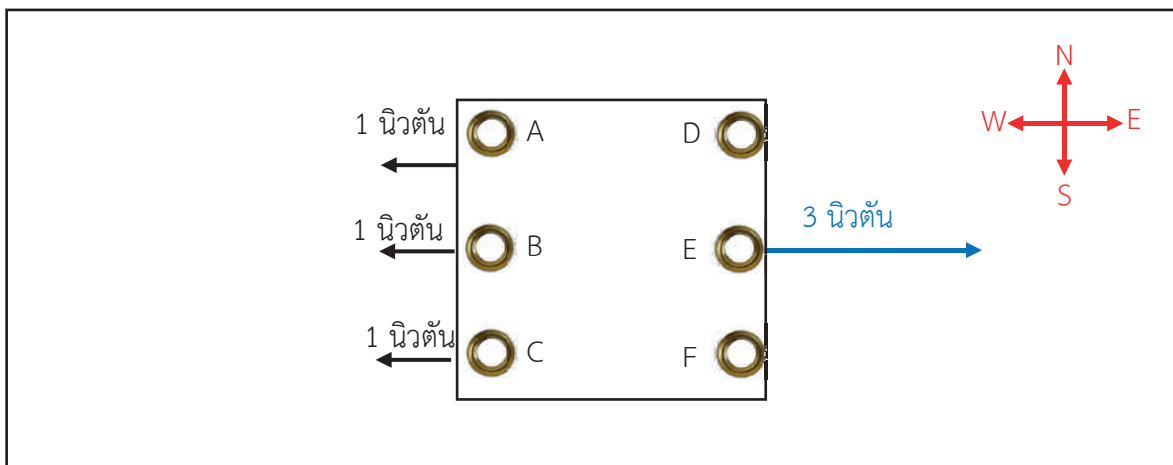 N
W E
S
1 นิวตัน A D
3 นิวตัน
1 นิวตัน B E
1 นิวตัน C F